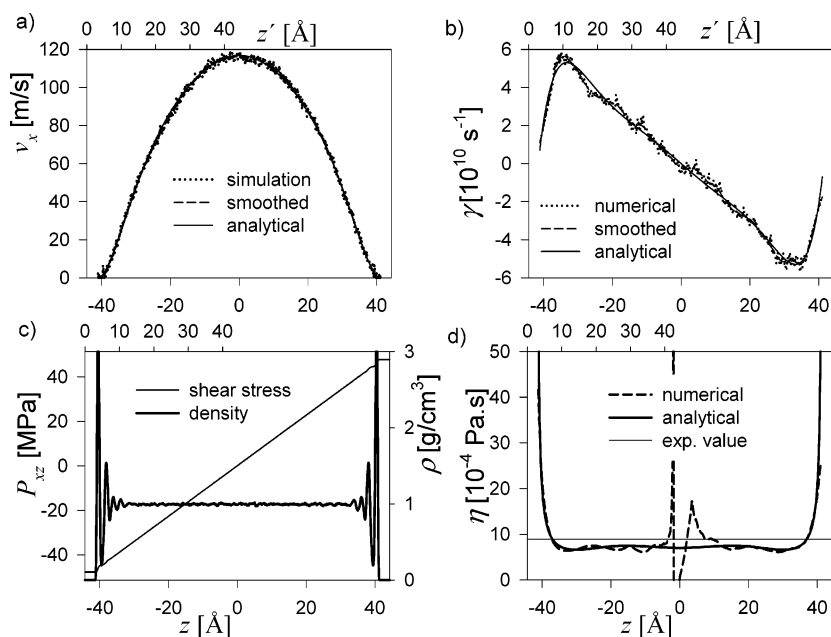 a)
z´ [Å]
0 10 20 30 40
v_x [m/s]
120
100
80
60
40
20
0
simulation
smoothed
analytical
-40 -20 0 20 40
b)
z´ [Å]
0 10 20 30 40
γ [10^10 s^-1]
6
4
2
0
-2
-4
-6
numerical
smoothed
analytical
-40 -20 0 20 40
c)
0 10 20 30 40
P_xz [MPa]
40
20
0
-20
-40
shear stress
density
3
2
1
0
ρ [g/cm^3]
-40 -20 0 20 40
z [Å]
d)
0 10 20 30 40
η [10^-4 Pa.s]
50
40
30
20
10
0
numerical
analytical
exp. value
-40 -20 0 20 40
z [Å]